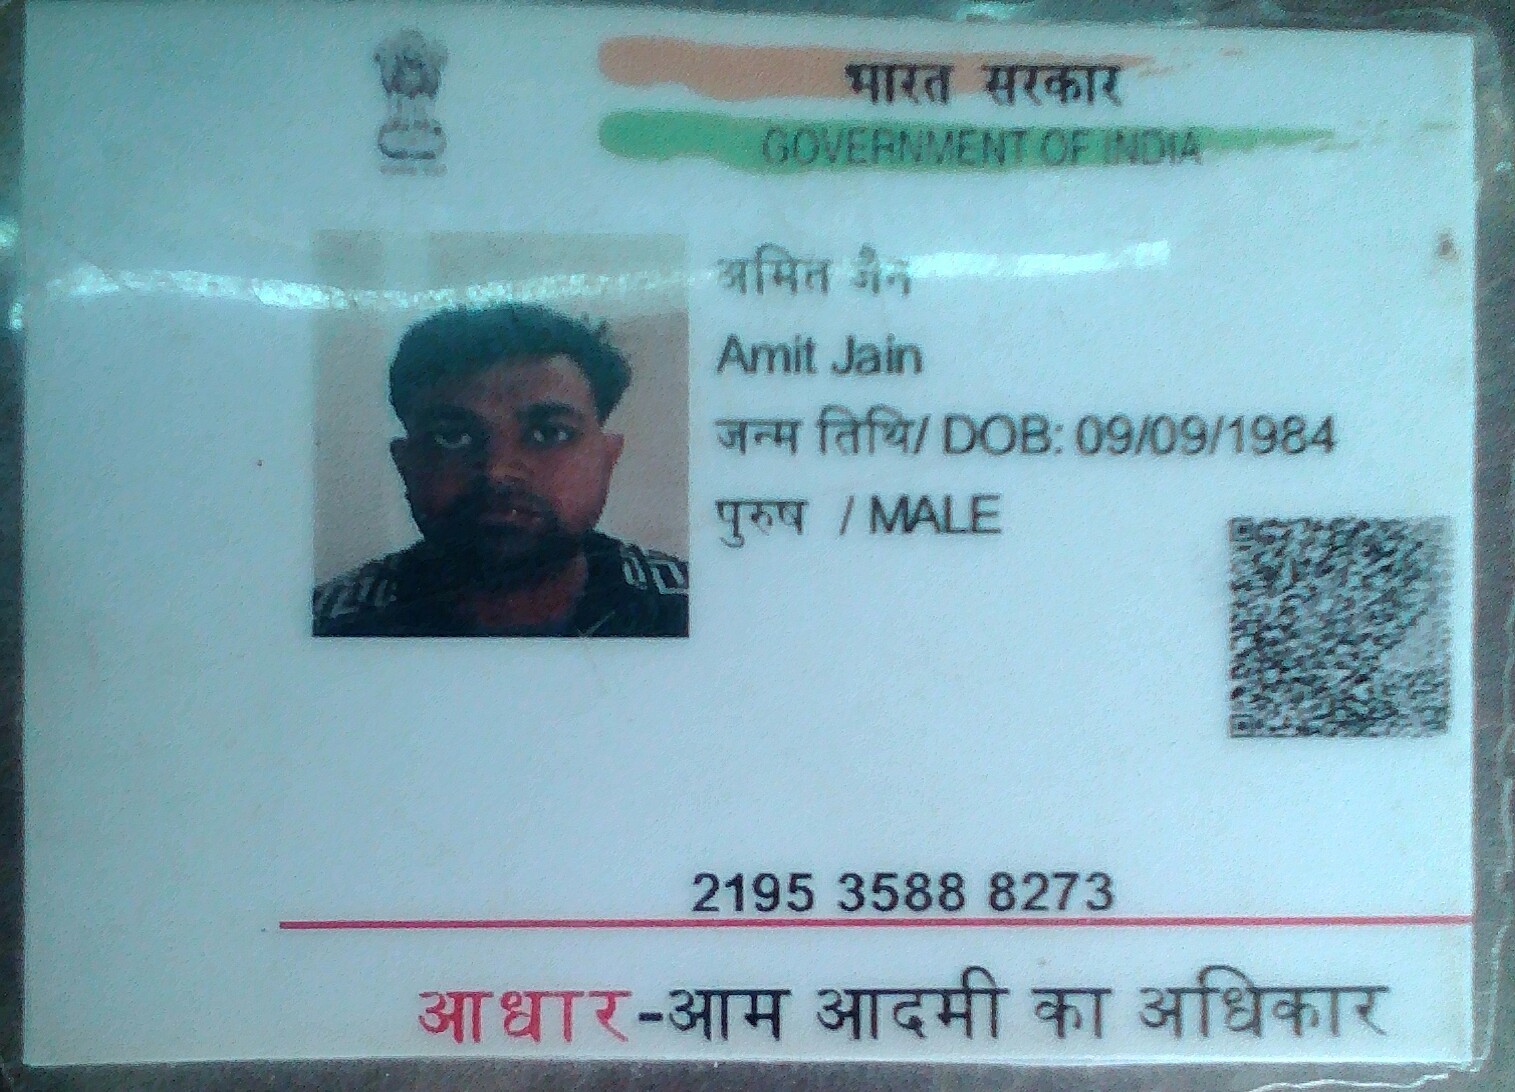 भारत सरकार
GOVERNMENT OF INDIA
अमित जैन
Amit Jain
जन्म तिथि/ DOB: 09/09/1984
पुरुष / MALE
2195 3588 8273
आधार-आम आदमी का अधिकार